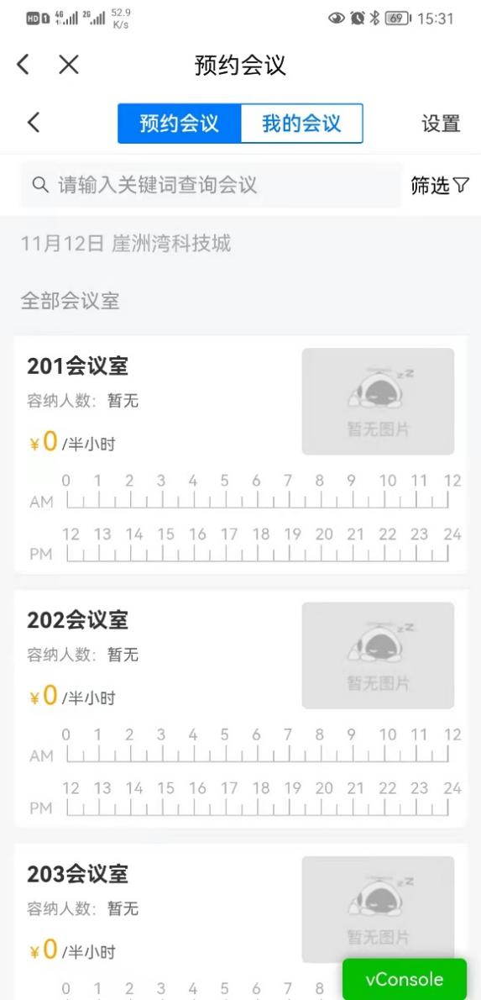 HD 1 4G 2G 52.9 K/s 69 15:31
预约会议
预约会议 我的会议 设置
请输入关键词查询会议 筛选
11月12日 崖洲湾科技城
全部会议室
201会议室
容纳人数： 暂无
¥0 /半小时
zZ
暂无图片
0 1 2 3 4 5 6 7 8 9 10 11 12
AM
12 13 14 15 16 17 18 19 20 21 22 23 24
PM
202会议室
容纳人数： 暂无
¥0 /半小时
zZ
暂无图片
0 1 2 3 4 5 6 7 8 9 10 11 12
AM
12 13 14 15 16 17 18 19 20 21 22 23 24
PM
203会议室
容纳人数： 暂无
¥0 /半小时
zZ
暂无图片
vConsole
0 1 2 3 4 5 6 7 8